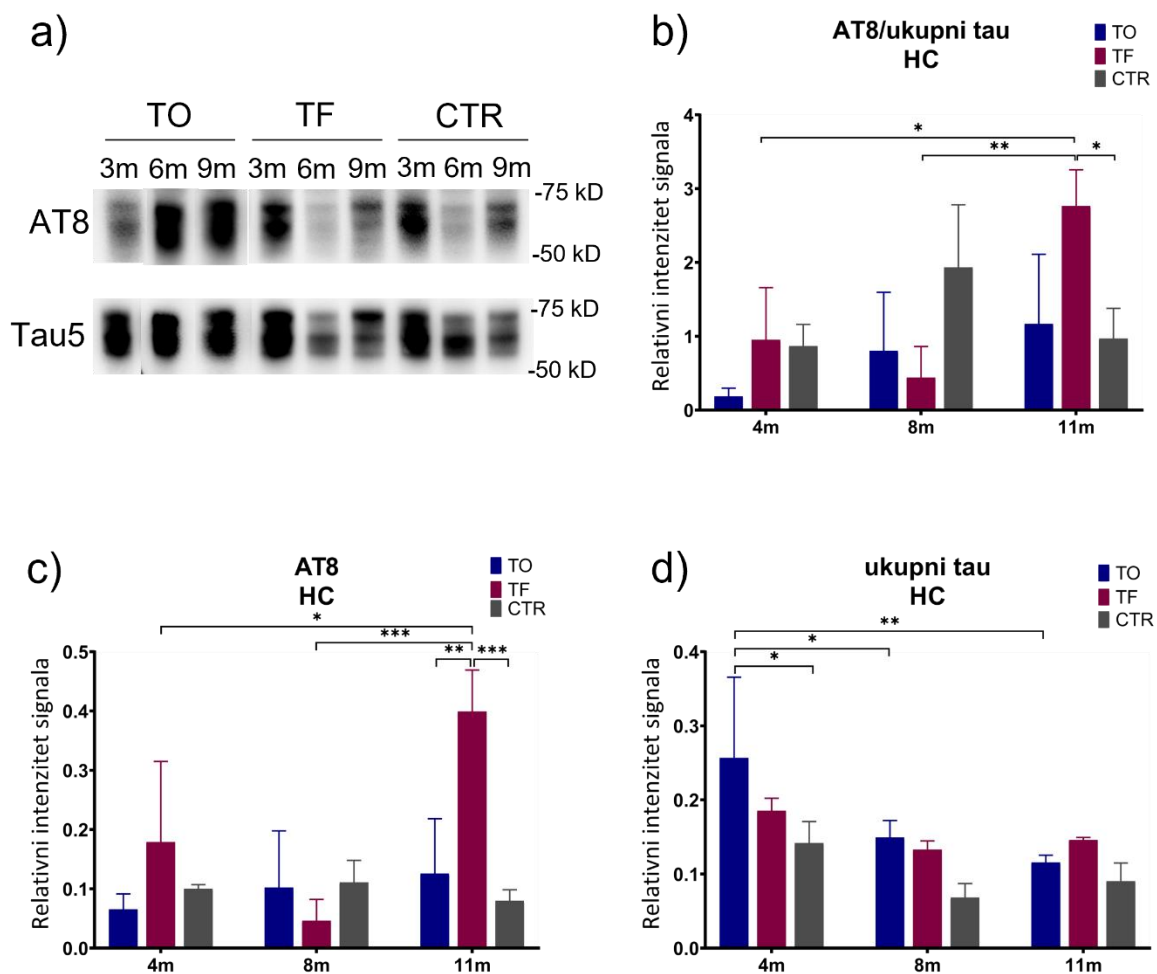 a)
TO TF CTR
3m 6m 9m 3m 6m 9m 3m 6m 9m
AT8
-75 kD
-50 kD
Tau5
-75 kD
-50 kD
b)
AT8/ukupni tau
HC
TO
TF
CTR
Relativni intenzitet signala
4
3
2
1
0
* ** *
4m 8m 11m
c)
AT8
HC
TO
TF
CTR
Relativni intenzitet signala
0.5
0.4
0.3
0.2
0.1
0.0
*
***
** ***
4m 8m 11m
d)
ukupni tau
HC
TO
TF
CTR
Relativni intenzitet signala
0.4
0.3
0.2
0.1
0.0
**
*
*
4m 8m 11m